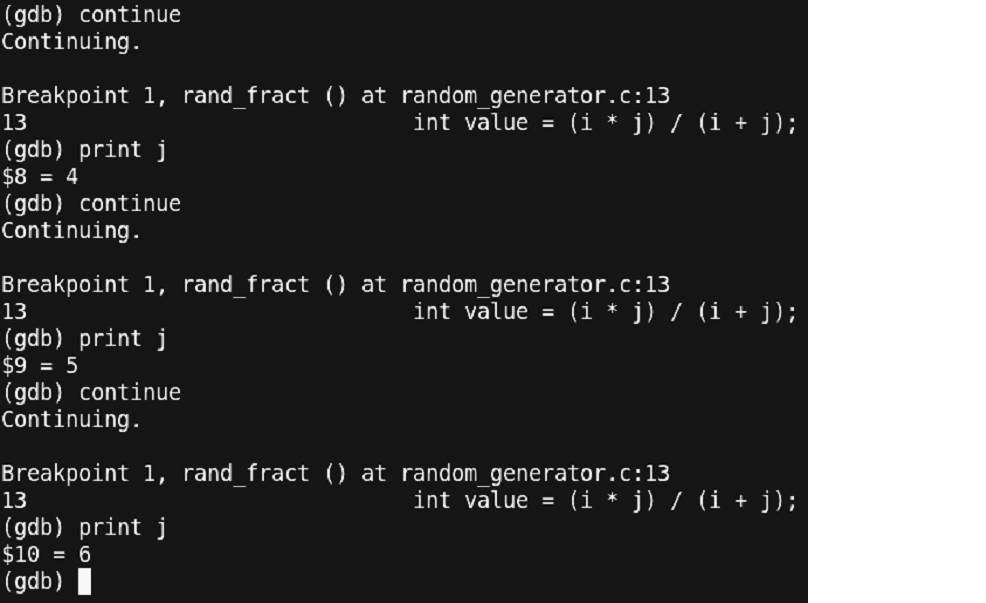 (gdb) continue
Continuing.
Breakpoint 1, rand_fract () at random_generator.c:13
13                              int value = (i * j) / (i + j);
(gdb) print j
$8 = 4
(gdb) continue
Continuing.
Breakpoint 1, rand_fract () at random_generator.c:13
13                              int value = (i * j) / (i + j);
(gdb) print j
$9 = 5
(gdb) continue
Continuing.
Breakpoint 1, rand_fract () at random_generator.c:13
13                              int value = (i * j) / (i + j);
(gdb) print j
$10 = 6
(gdb)